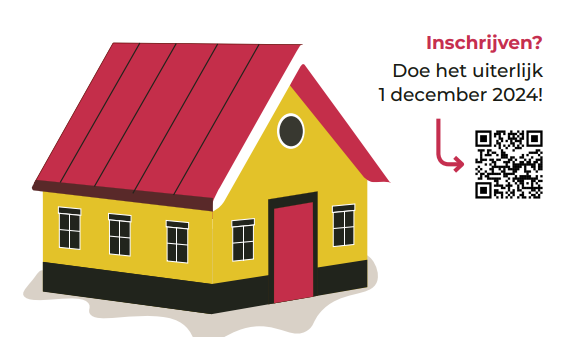 Inschrijven?
Doe het uiterlijk
1 december 2024!